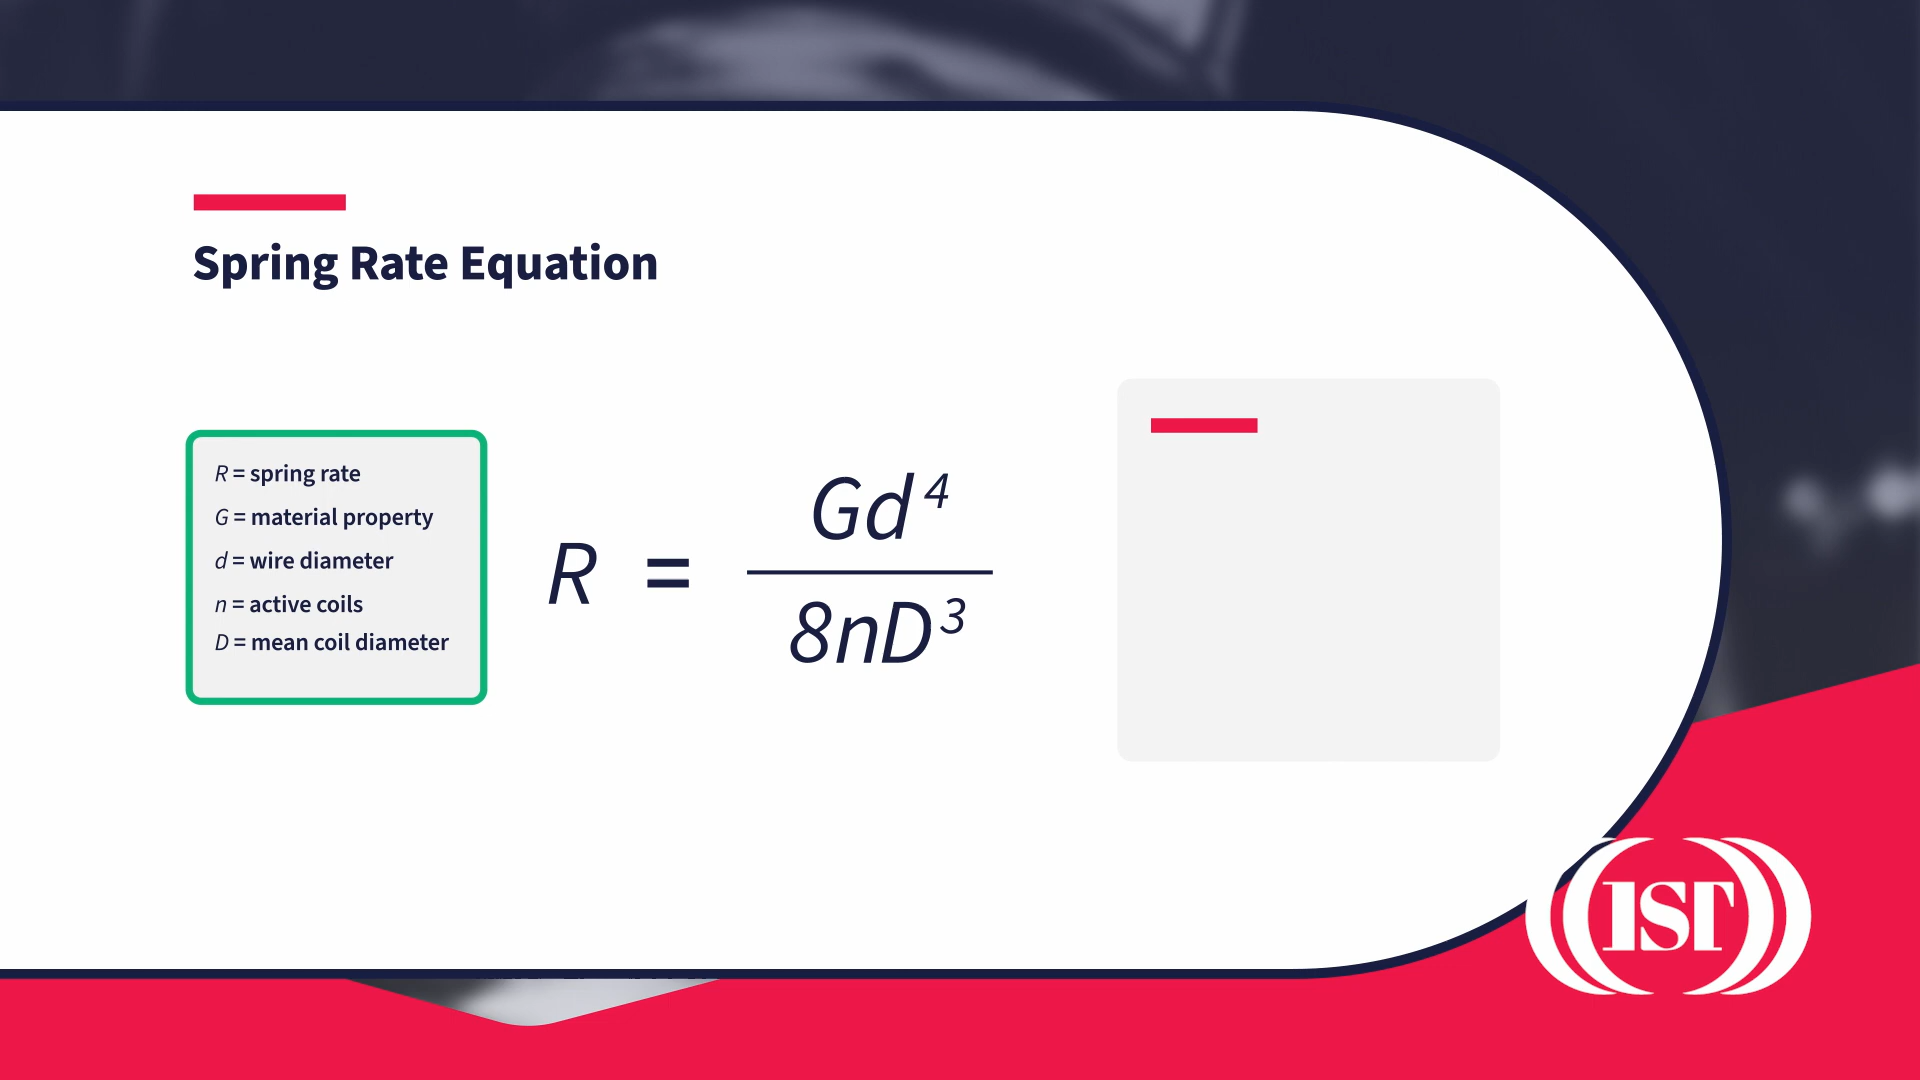 Spring Rate Equation
R = spring rate
G = material property
d = wire diameter
n = active coils
D = mean coil diameter
R = Gd⁴ / 8nD³
IST